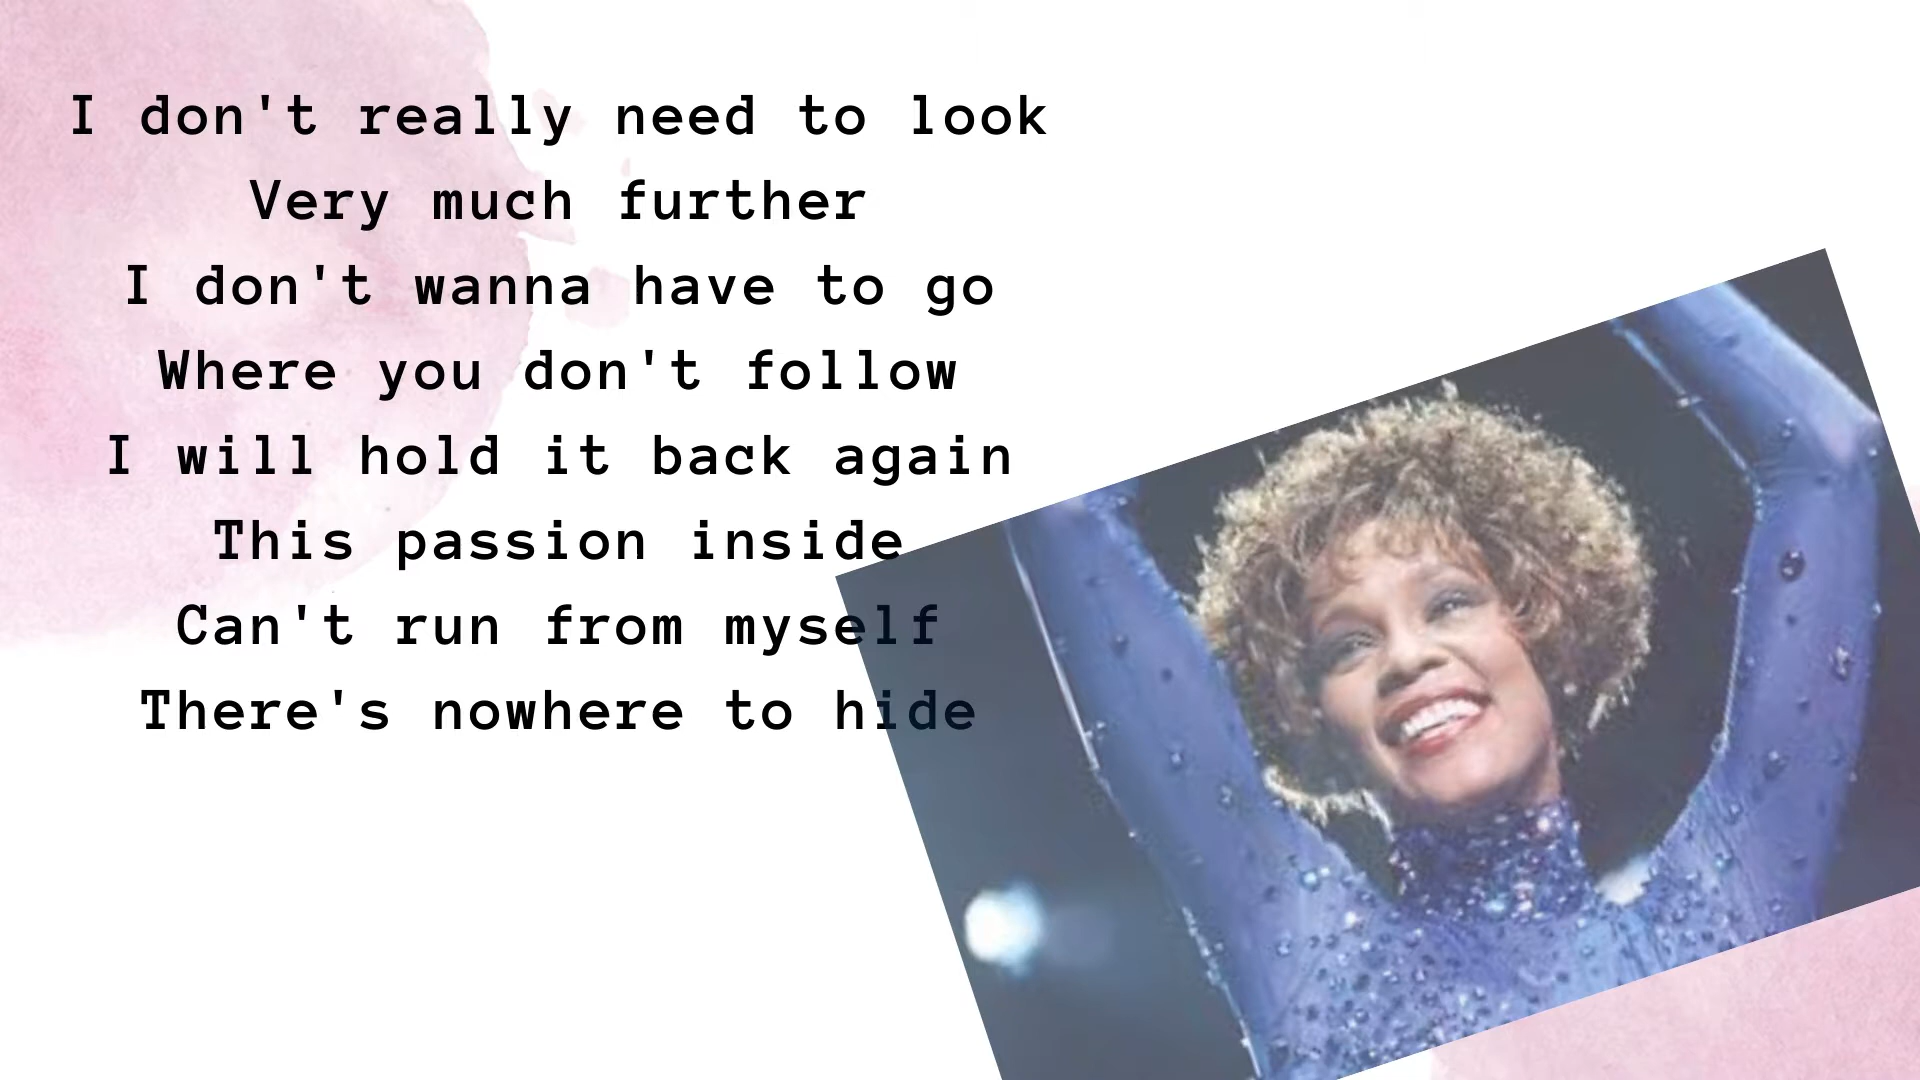 I don't really need to look
Very much further
I don't wanna have to go
Where you don't follow
I will hold it back again
This passion inside
Can't run from myself
There's nowhere to hide